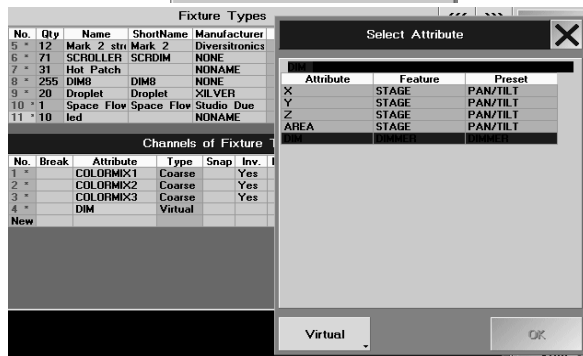 Fixture Types
No. Qty Name ShortName Manufacturer
5 * 12 Mark 2 stro Mark 2 Diversitronics
6 * 71 SCROLLER SCRDIM NONE
7 * 31 Hot Patch NONAME
8 * 255 DIM8 DIM8 NONE
9 * 20 Droplet Droplet XILVER
10 * 1 Space Flow Space Flow Studio Due
11 * 10 led NONAME
Channels of Fixture T
No. Break Attribute Type Snap Inv.
1 * COLORMIX1 Coarse Yes
2 * COLORMIX2 Coarse Yes
3 * COLORMIX3 Coarse Yes
4 * DIM Virtual
New
Select Attribute
DIM
Attribute Feature Preset
X STAGE PAN/TILT
Y STAGE PAN/TILT
Z STAGE PAN/TILT
AREA STAGE PAN/TILT
DIM DIMMER DIMMER
Virtual
OK